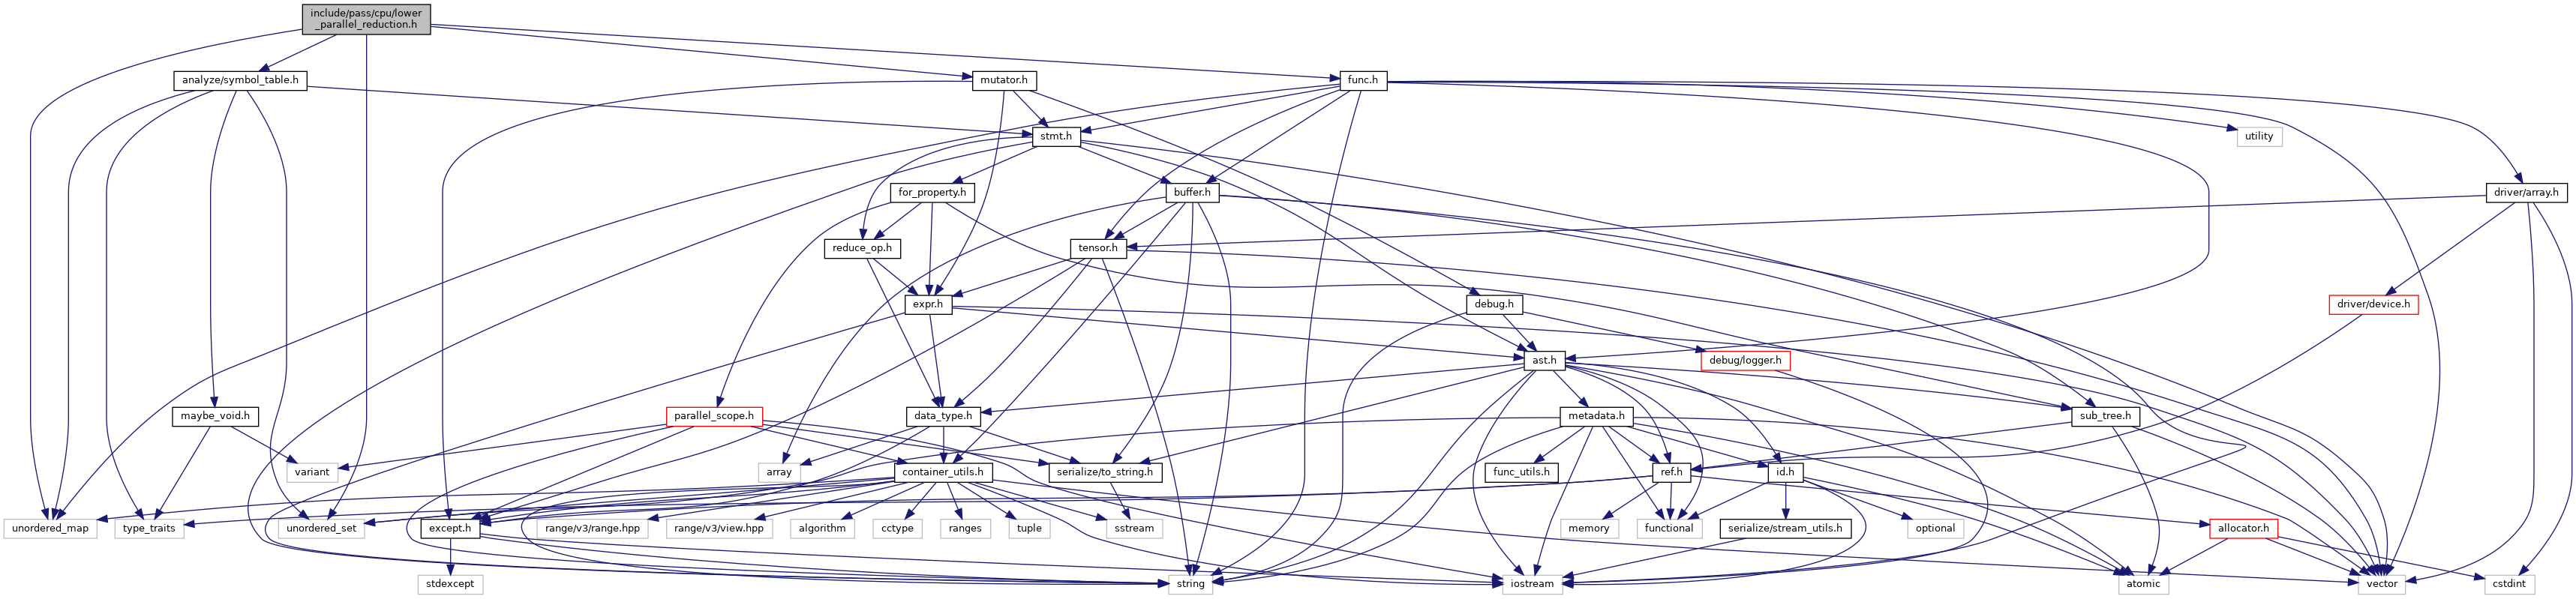 include/pass/cpu/lower
_parallel_reduction.h
analyze/symbol_table.h
mutator.h
func.h
stmt.h
utility
for_property.h
buffer.h
driver/array.h
reduce_op.h
tensor.h
expr.h
debug.h
driver/device.h
ast.h
debug/logger.h
maybe_void.h
parallel_scope.h
data_type.h
metadata.h
sub_tree.h
variant
array
container_utils.h
serialize/to_string.h
func_utils.h
ref.h
id.h
unordered_map
type_traits
unordered_set
except.h
range/v3/range.hpp
range/v3/view.hpp
algorithm
cctype
ranges
tuple
sstream
memory
functional
serialize/stream_utils.h
optional
allocator.h
stdexcept
string
iostream
atomic
vector
cstdint